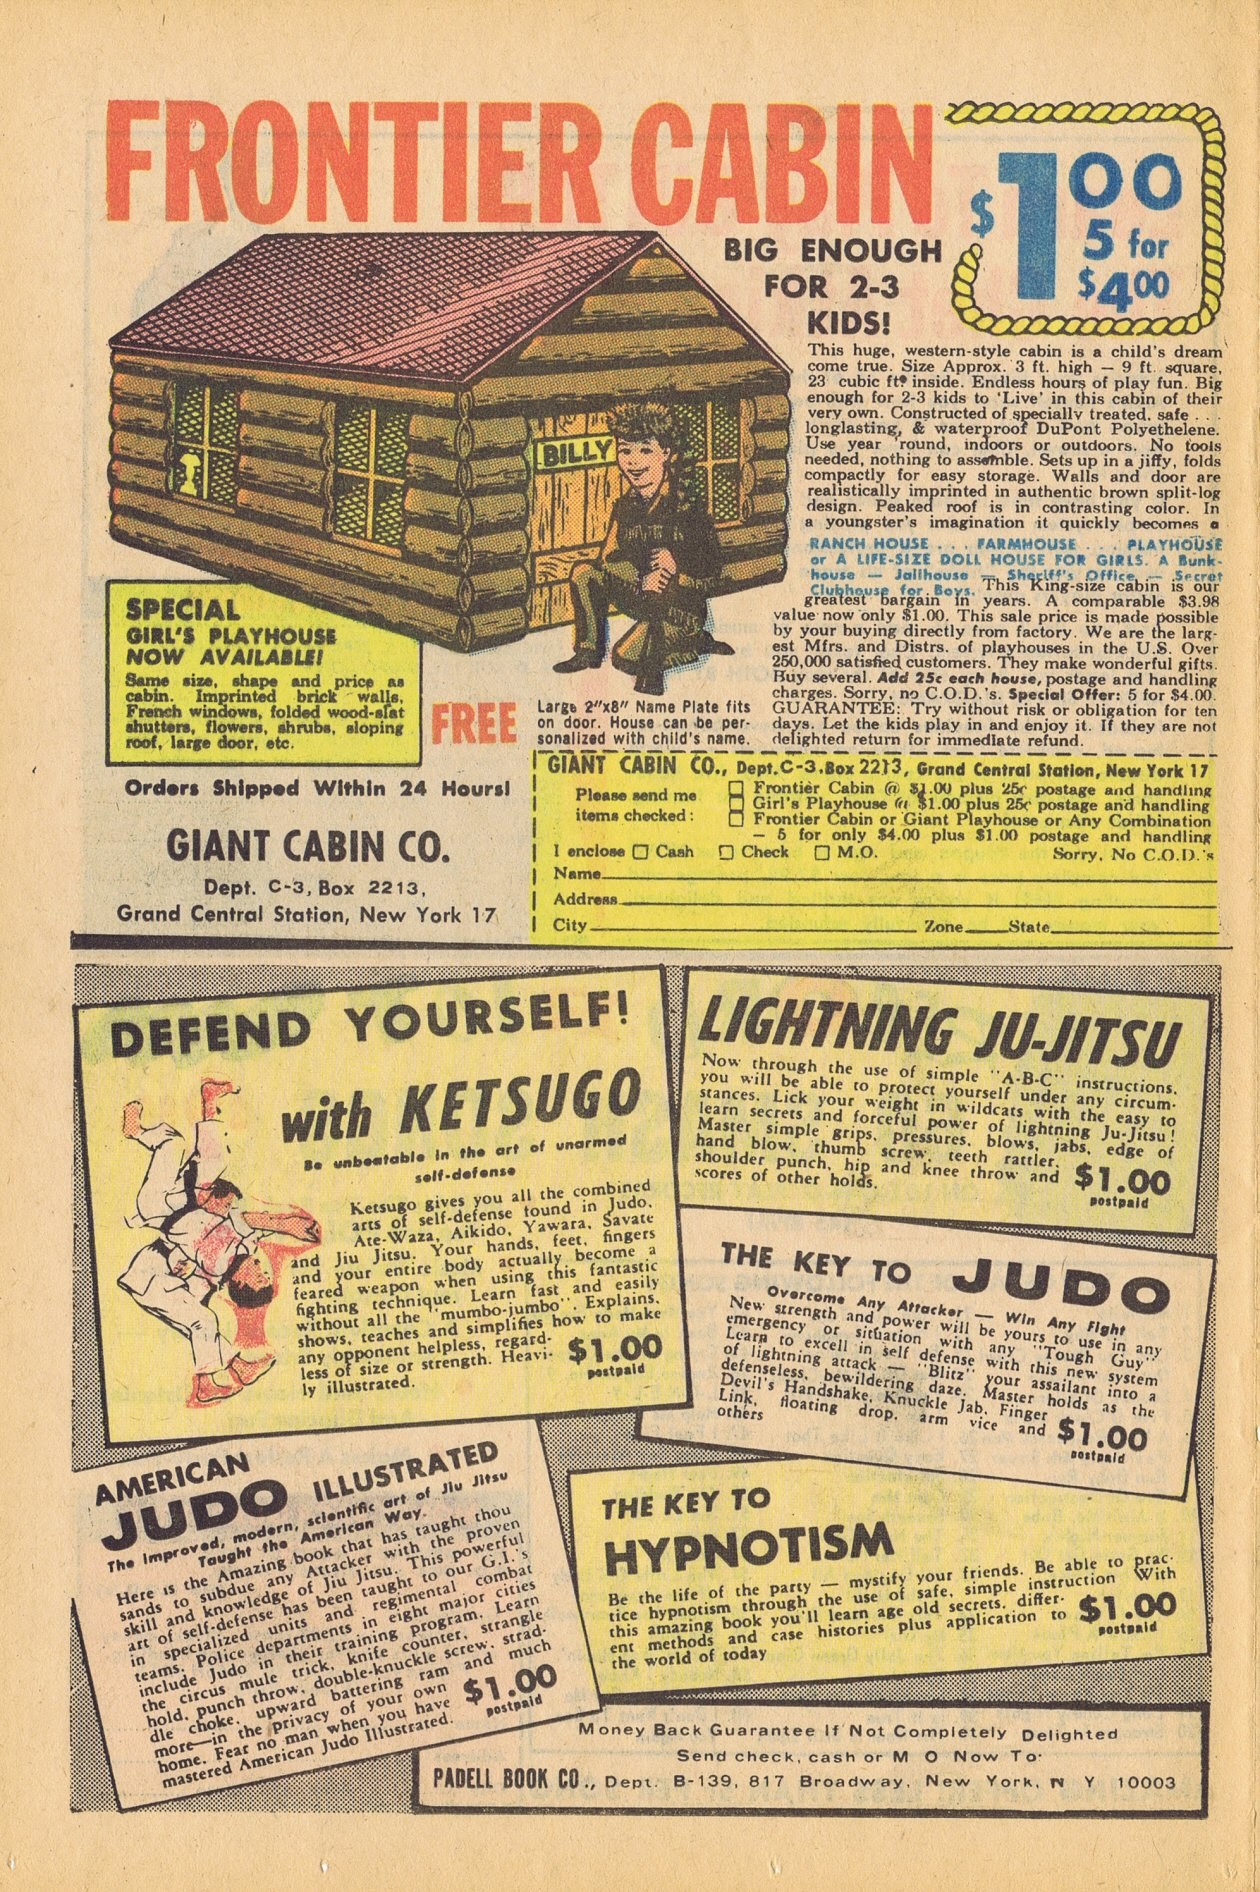 FRONTIER CABIN
$1.00
5 for
$4.00
BIG ENOUGH
FOR 2-3
KIDS!
This huge, western-style cabin is a child's dream
come true. Size Approx. 3 ft. high — 9 ft. square,
23 cubic ft. inside. Endless hours of play fun. Big
enough for 2-3 kids to 'Live' in this cabin of their
very own. Constructed of specially treated, safe . . .
longlasting, & waterproof DuPont Polyethelene.
Use year 'round, indoors or outdoors. No tools
needed, nothing to assemble. Sets up in a jiffy, folds
compactly for easy storage. Walls and door are
realistically imprinted in authentic brown split-log
design. Peaked roof is in contrasting color. In
a youngster's imagination it quickly becomes a
RANCH HOUSE . . . FARMHOUSE . . . PLAYHOUSE
or A LIFE-SIZE DOLL HOUSE FOR GIRLS. A Bunk-
house — Jailhouse — Sheriff's Office — Secret
Clubhouse for Boys. This King-size cabin is our
greatest bargain in years. A comparable $3.98
value now only $1.00. This sale price is made possible
by your buying directly from factory. We are the larg-
est Mfrs. and Distrs. of playhouses in the U.S. Over
250,000 satisfied customers. They make wonderful gifts.
Buy several. Add 25c each house, postage and handling
charges. Sorry, no C.O.D.'s. Special Offer: 5 for $4.00.
GUARANTEE: Try without risk or obligation for ten
days. Let the kids play in and enjoy it. If they are not
delighted return for immediate refund.
BILLY
SPECIAL
GIRL'S PLAYHOUSE
NOW AVAILABLE!
Same size, shape and price as
cabin. Imprinted brick walls,
French windows, folded wood-slat
shutters, flowers, shrubs, sloping
roof, large door, etc.
FREE
Large 2"x8" Name Plate fits
on door. House can be per-
sonalized with child's name.
Orders Shipped Within 24 Hours!
GIANT CABIN CO.
Dept. C-3, Box 2213,
Grand Central Station, New York 17
GIANT CABIN CO., Dept. C-3, Box 2213, Grand Central Station, New York 17
Please send me
items checked:
Frontier Cabin @ $1.00 plus 25c postage and handling
Girl's Playhouse @ $1.00 plus 25c postage and handling
Frontier Cabin or Giant Playhouse or Any Combination
— 5 for only $4.00 plus $1.00 postage and handling
I enclose Cash Check M.O. Sorry, No C.O.D.'s
Name
Address
City Zone State
DEFEND YOURSELF!
with KETSUGO
Be unbeatable in the art of unarmed
self-defense
Ketsugo gives you all the combined
arts of self-defense found in Judo,
Ate-Waza, Aikido, Yawara, Savate
and Jiu Jitsu. Your hands, feet, fingers
and your entire body actually become a
feared weapon when using this fantastic
fighting technique. Learn fast and easily
without all the "mumbo-jumbo". Explains,
shows, teaches and simplifies how to make
any opponent helpless, regard-
less of size or strength. Heavi-
ly illustrated.
$1.00
postpaid
LIGHTNING JU-JITSU
Now through the use of simple "A-B-C" instructions,
you will be able to protect yourself under any circum-
stances. Lick your weight in wildcats with the easy to
learn secrets and forceful power of lightning Ju-Jitsu!
Master simple grips, pressures, blows, jabs, edge of
hand blow, thumb screw, teeth rattler,
shoulder punch, hip and knee throw and
scores of other holds.
$1.00
postpaid
THE KEY TO JUDO
Overcome Any Attacker — Win Any Fight
New strength and power will be yours to use in any
emergency or situation with any "Tough Guy".
Learn to excel in self defense with this new system
of lightning attack — "Blitz" your assailant into a
defenseless, bewildering daze. Master holds as the
Devil's Handshake, Knuckle Jab, Finger
Link, floating drop, arm vice and
others
$1.00
postpaid
AMERICAN
JUDO ILLUSTRATED
The improved, modern, scientific art of Jiu Jitsu
Taught the American Way.
Here is the Amazing book that has taught thou
sands to subdue any Attacker with the proven
skill and knowledge of Jiu Jitsu. This powerful
art of self-defense has been taught to our G.I.'s
in specialized units and regimental combat
teams. Police departments in eight major cities
include Judo in their training program. Learn
the circus mule trick, knife counter, strangle
hold, punch throw, double-knuckle screw, strad-
dle choke, upward battering ram and much
more—in the privacy of your own
home. Fear no man when you have
mastered American Judo Illustrated.
$1.00
postpaid
THE KEY TO
HYPNOTISM
Be the life of the party — mystify your friends. Be able to prac-
tice hypnotism through the use of safe, simple instruction With
this amazing book you'll learn age old secrets, differ-
ent methods and case histories plus application to
the world of today
$1.00
postpaid
Money Back Guarantee If Not Completely Delighted
Send check, cash or M O Now To:
PADELL BOOK CO., Dept. B-139, 817 Broadway, New York, N Y 10003